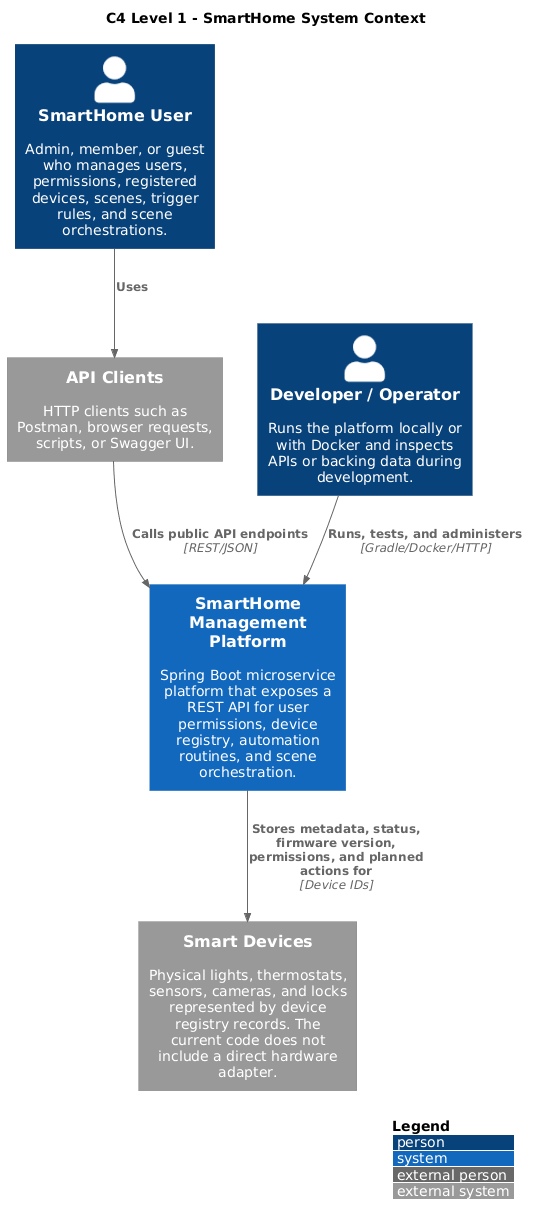 C4 Level 1 - SmartHome System Context
SmartHome User
Admin, member, or guest
who manages users,
permissions, registered
devices, scenes, trigger
rules, and scene
orchestrations.
Uses
API Clients
HTTP clients such as
Postman, browser requests,
scripts, or Swagger UI.
Developer / Operator
Runs the platform locally or
with Docker and inspects
APIs or backing data during
development.
Calls public API endpoints
[REST/JSON]
Runs, tests, and administers
[Gradle/Docker/HTTP]
SmartHome
Management
Platform
Spring Boot microservice
platform that exposes a
REST API for user
permissions, device
registry, automation
routines, and scene
orchestration.
Stores metadata, status,
firmware version,
permissions, and planned
actions for
[Device IDs]
Smart Devices
Physical lights, thermostats,
sensors, cameras, and locks
represented by device
registry records. The
current code does not
include a direct hardware
adapter.
Legend
person
system
external person
external system